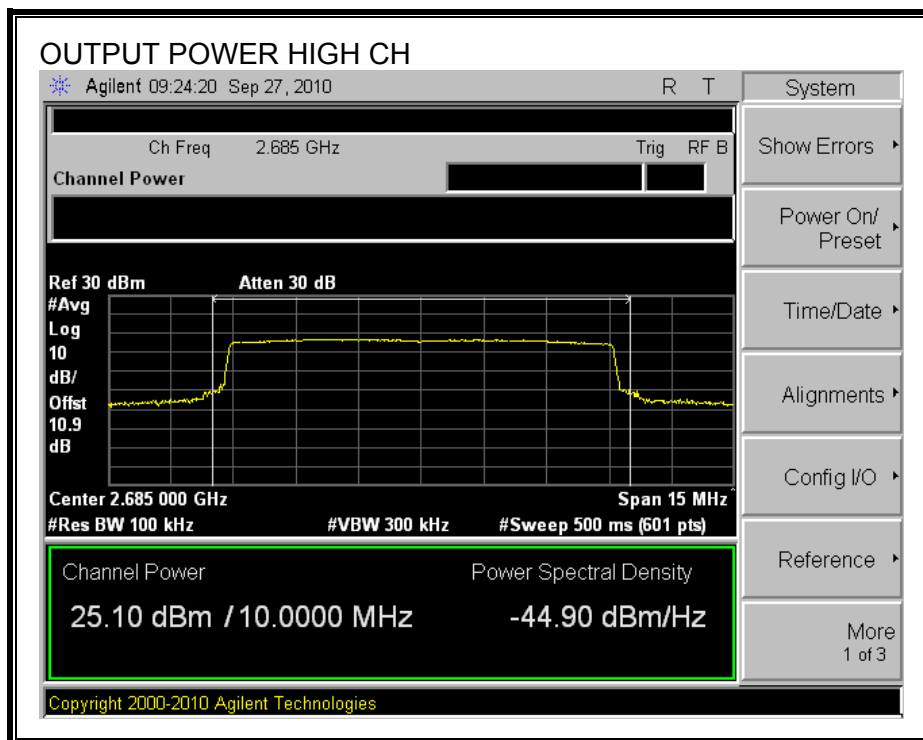 OUTPUT POWER HIGH CH
Agilent 09:24:20 Sep 27, 2010 R T
System
Ch Freq 2.685 GHz Trig RF B
Channel Power
Show Errors
Power On/
Preset
Ref 30 dBm Atten 30 dB
#Avg
Log
10
dB/
Offst
10.9
dB
Time/Date
Alignments
Config I/O
Center 2.685 000 GHz Span 15 MHz^
#Res BW 100 kHz #VBW 300 kHz #Sweep 500 ms (601 pts)
Channel Power Power Spectral Density
25.10 dBm / 10.0000 MHz -44.90 dBm/Hz
Reference
More
1 of 3
Copyright 2000-2010 Agilent Technologies